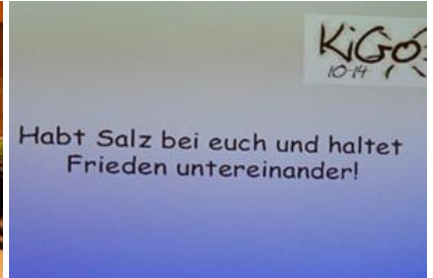 KiGo
10-14
Habt Salz bei euch und haltet
Frieden untereinander!